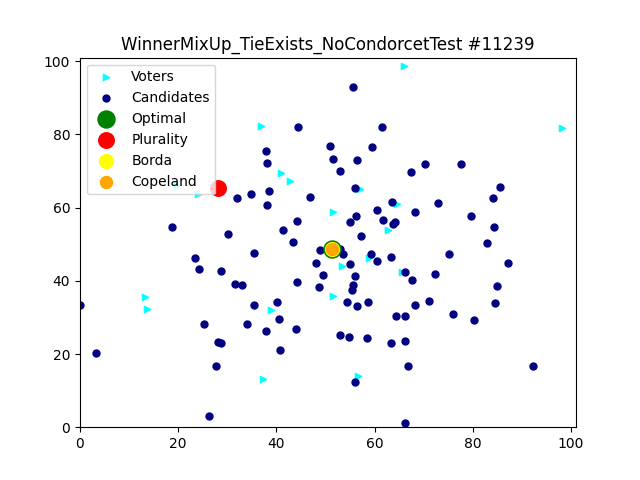 WinnerMixUp_TieExists_NoCondorcetTest #11239
Voters
Candidates
Optimal
Plurality
Borda
Copeland
100
80
60
40
20
0
0 20 40 60 80 100